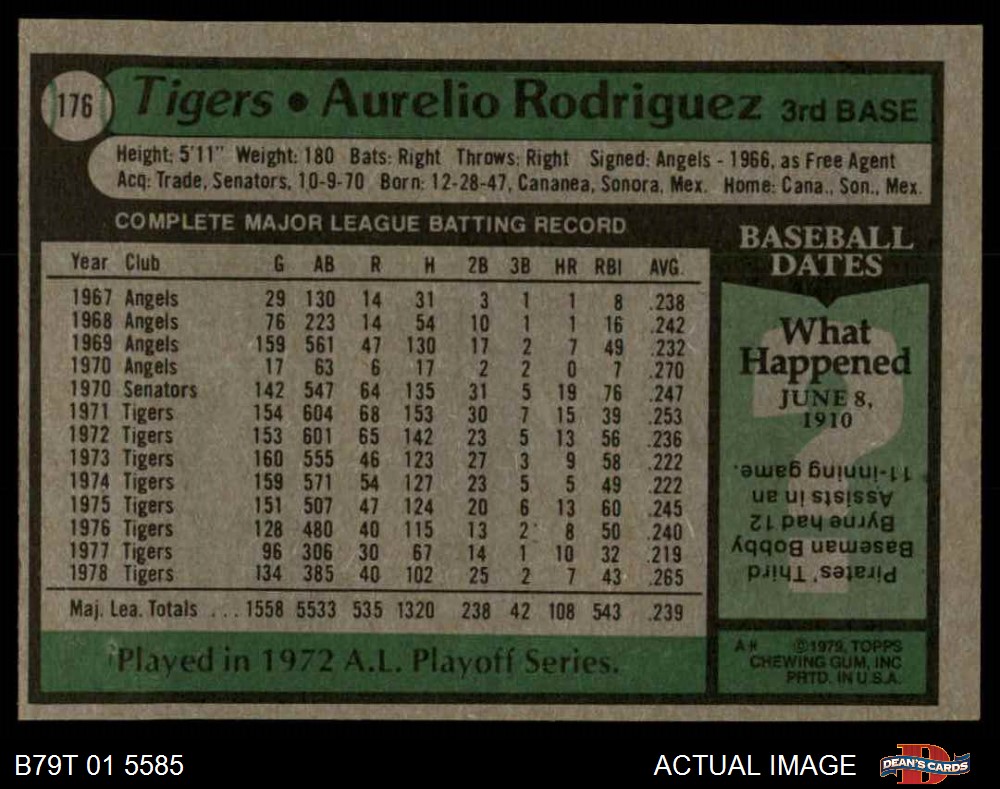 176
Tigers • Aurelio Rodriguez 3rd BASE
Height: 5'11" Weight: 180 Bats: Right Throws: Right Signed: Angels - 1966, as Free Agent
Acq: Trade, Senators, 10-9-70 Born: 12-28-47, Cananea, Sonora, Mex. Home: Cana., Son., Mex.
COMPLETE MAJOR LEAGUE BATTING RECORD
Year Club G AB R H 2B 3B HR RBI AVG.
1967 Angels 29 130 14 31 3 1 1 8 .238
1968 Angels 76 223 14 54 10 1 1 16 .242
1969 Angels 159 561 47 130 17 2 7 49 .232
1970 Angels 17 63 6 17 2 2 0 7 .270
1970 Senators 142 547 64 135 31 5 19 76 .247
1971 Tigers 154 604 68 153 30 7 15 39 .253
1972 Tigers 153 601 65 142 23 5 13 56 .236
1973 Tigers 160 555 46 123 27 3 9 58 .222
1974 Tigers 159 571 54 127 23 5 5 49 .222
1975 Tigers 151 507 47 124 20 6 13 60 .245
1976 Tigers 128 480 40 115 13 2 8 50 .240
1977 Tigers 96 306 30 67 14 1 10 32 .219
1978 Tigers 134 385 40 102 25 2 7 43 .265
Maj. Lea. Totals ... 1558 5533 535 1320 238 42 108 543 .239
Played in 1972 A.L. Playoff Series.
BASEBALL
DATES
What
Happened
JUNE 8,
1910
Pirates' Third
Baseman Bobby
Byrne had 12
Assists in an
11-inning game.
A H ©1979, TOPPS
CHEWING GUM, INC
PRTD. IN U.S.A.
B79T 01 5585
ACTUAL IMAGE
D
DEAN'S CARDS